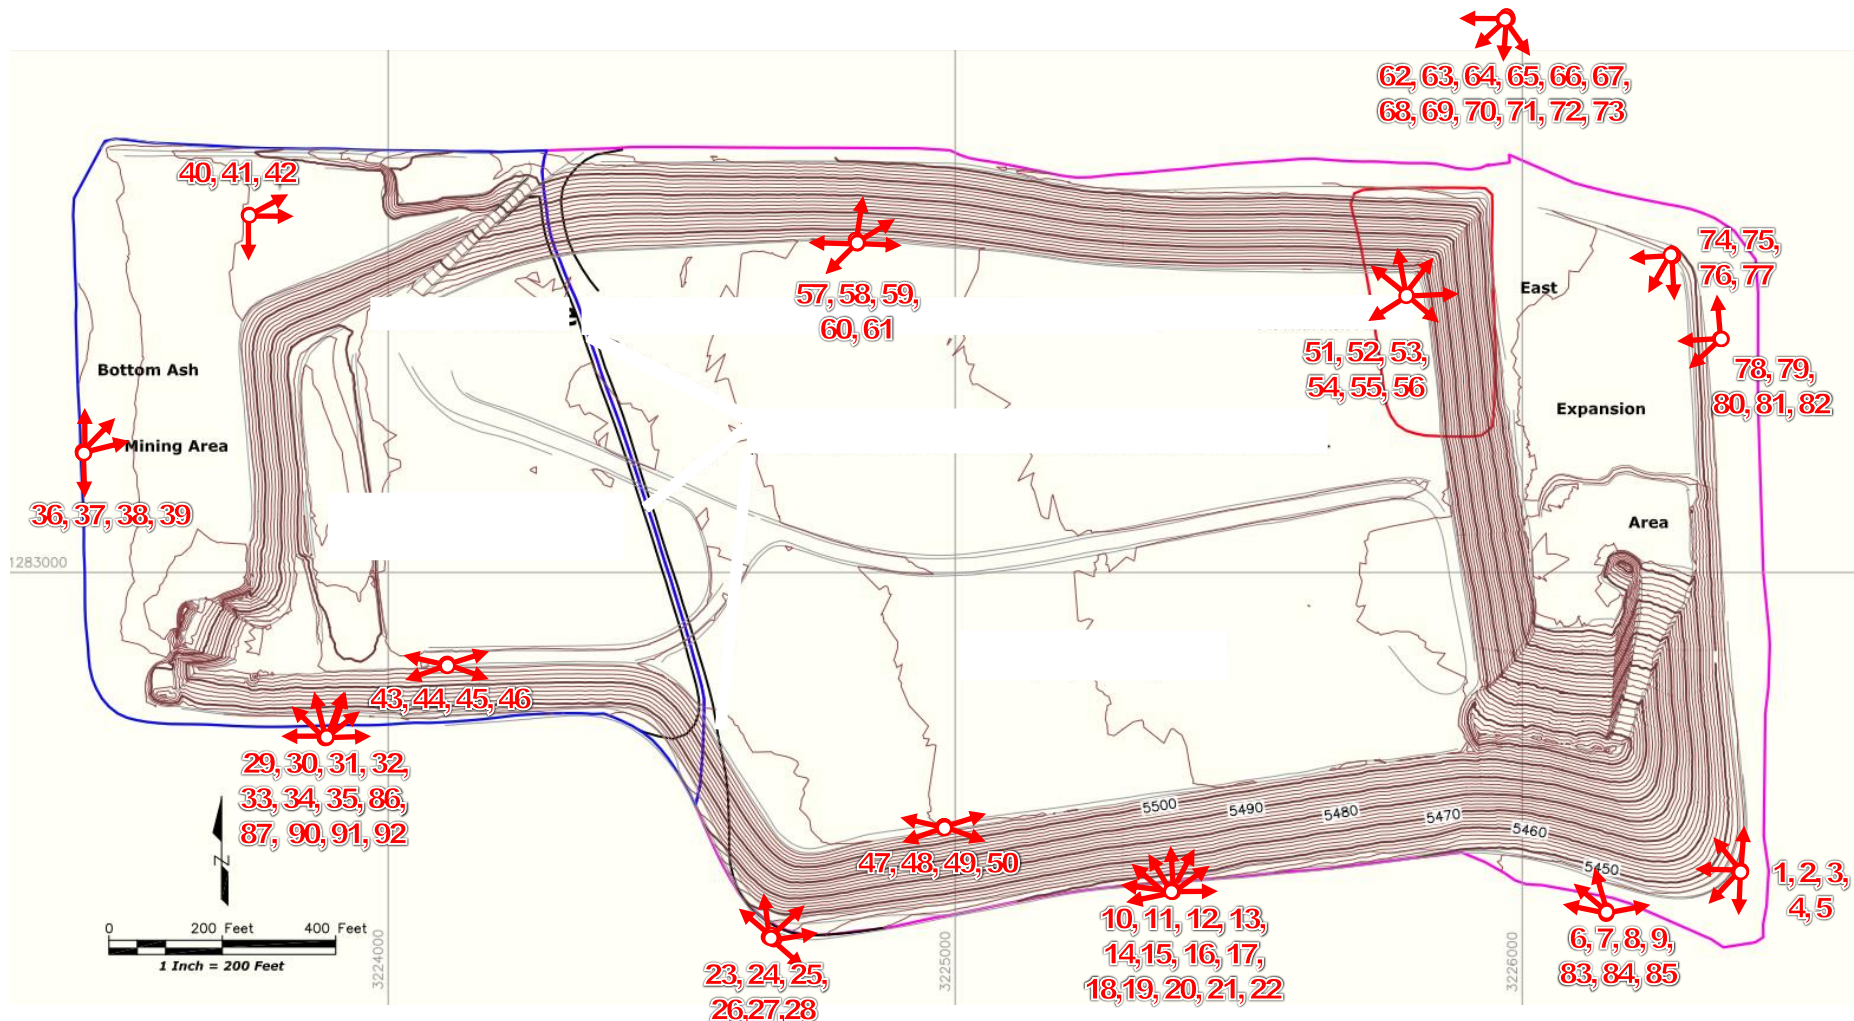 62, 63, 64, 65, 66, 67,
68, 69, 70, 71, 72, 73
40, 41, 42
74, 75,
76, 77
East
57, 58, 59,
60, 61
51, 52, 53,
54, 55, 56
Bottom Ash
78, 79,
80, 81, 82
Expansion
Mining Area
36, 37, 38, 39
Area
1283000
43, 44, 45, 46
29, 30, 31, 32,
33, 34, 35, 86,
87, 90, 91, 92
5500
5490
5480
5470
5460
5450
47, 48, 49, 50
1, 2, 3,
4, 5
N
10, 11, 12, 13,
14,15, 16, 17,
18,19, 20, 21, 22
6, 7, 8, 9,
83, 84, 85
0 200 Feet 400 Feet
1 Inch = 200 Feet
3224000
3225000
3226000
23, 24, 25,
26,27,28